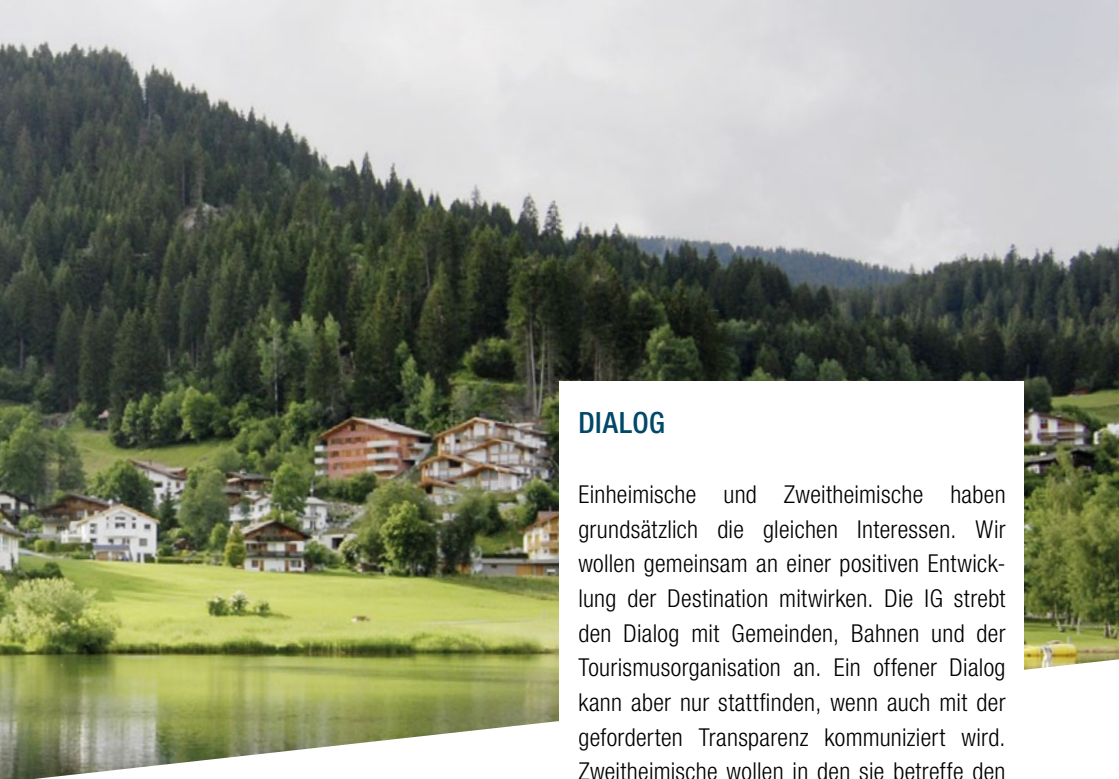 DIALOG
Einheimische und Zweitheimische haben
grundsätzlich die gleichen Interessen. Wir
wollen gemeinsam an einer positiven Entwick-
lung der Destination mitwirken. Die IG strebt
den Dialog mit Gemeinden, Bahnen und der
Tourismusorganisation an. Ein offener Dialog
kann aber nur stattfinden, wenn auch mit der
geforderten Transparenz kommuniziert wird.
Zweitheimische wollen in den sie betreffe den